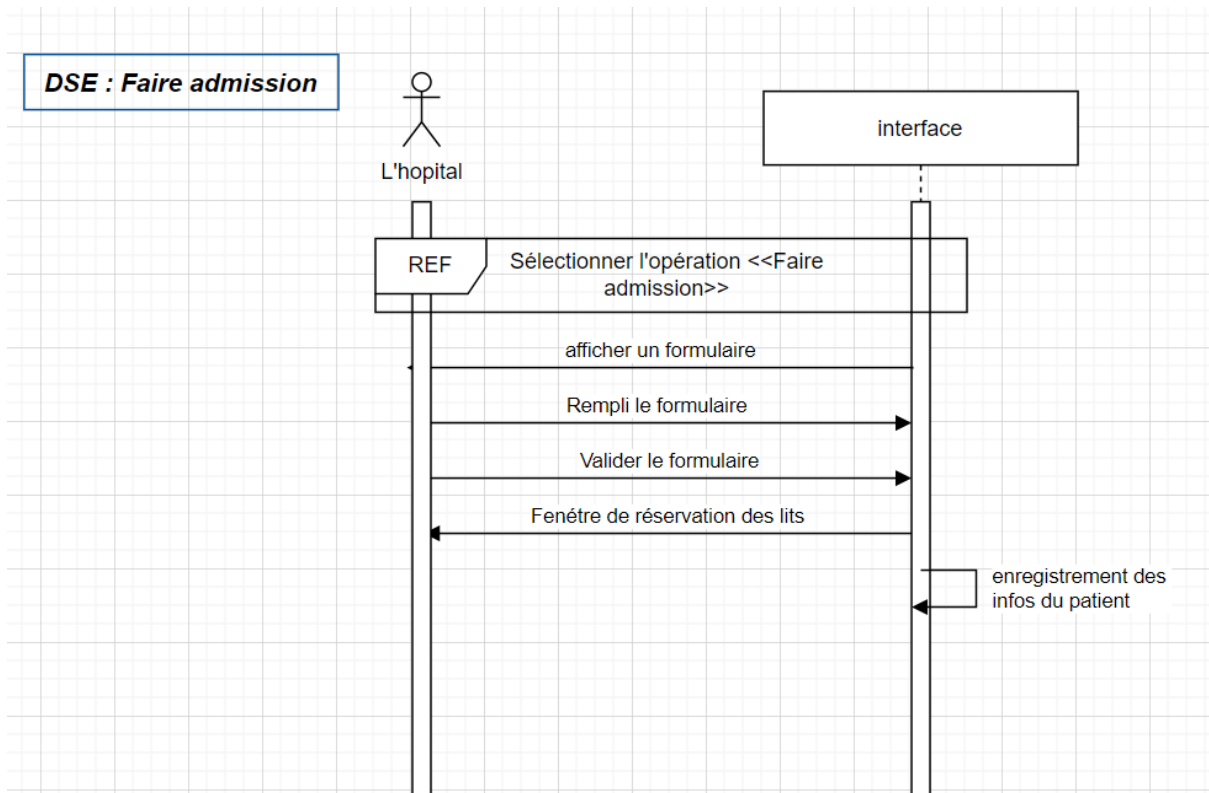 DSE : Faire admission
interface
L'hopital
REF
Sélectionner l'opération <<Faire
admission>>
afficher un formulaire
Rempli le formulaire
Valider le formulaire
Fenétre de réservation des lits
enregistrement des
infos du patient